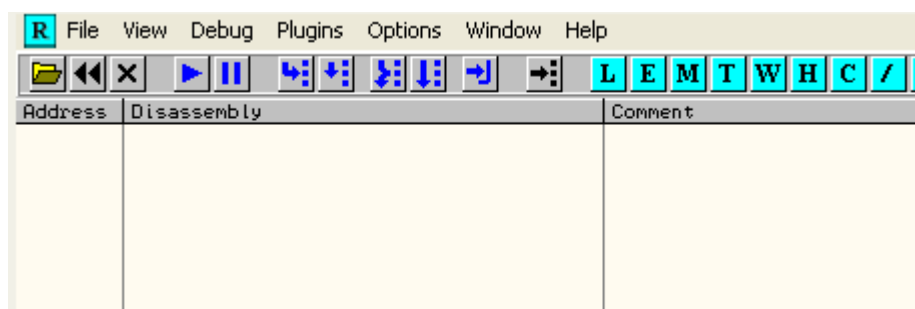 R File View Debug Plugins Options Window Help
L E M T W H C /
Address Disassembly Comment